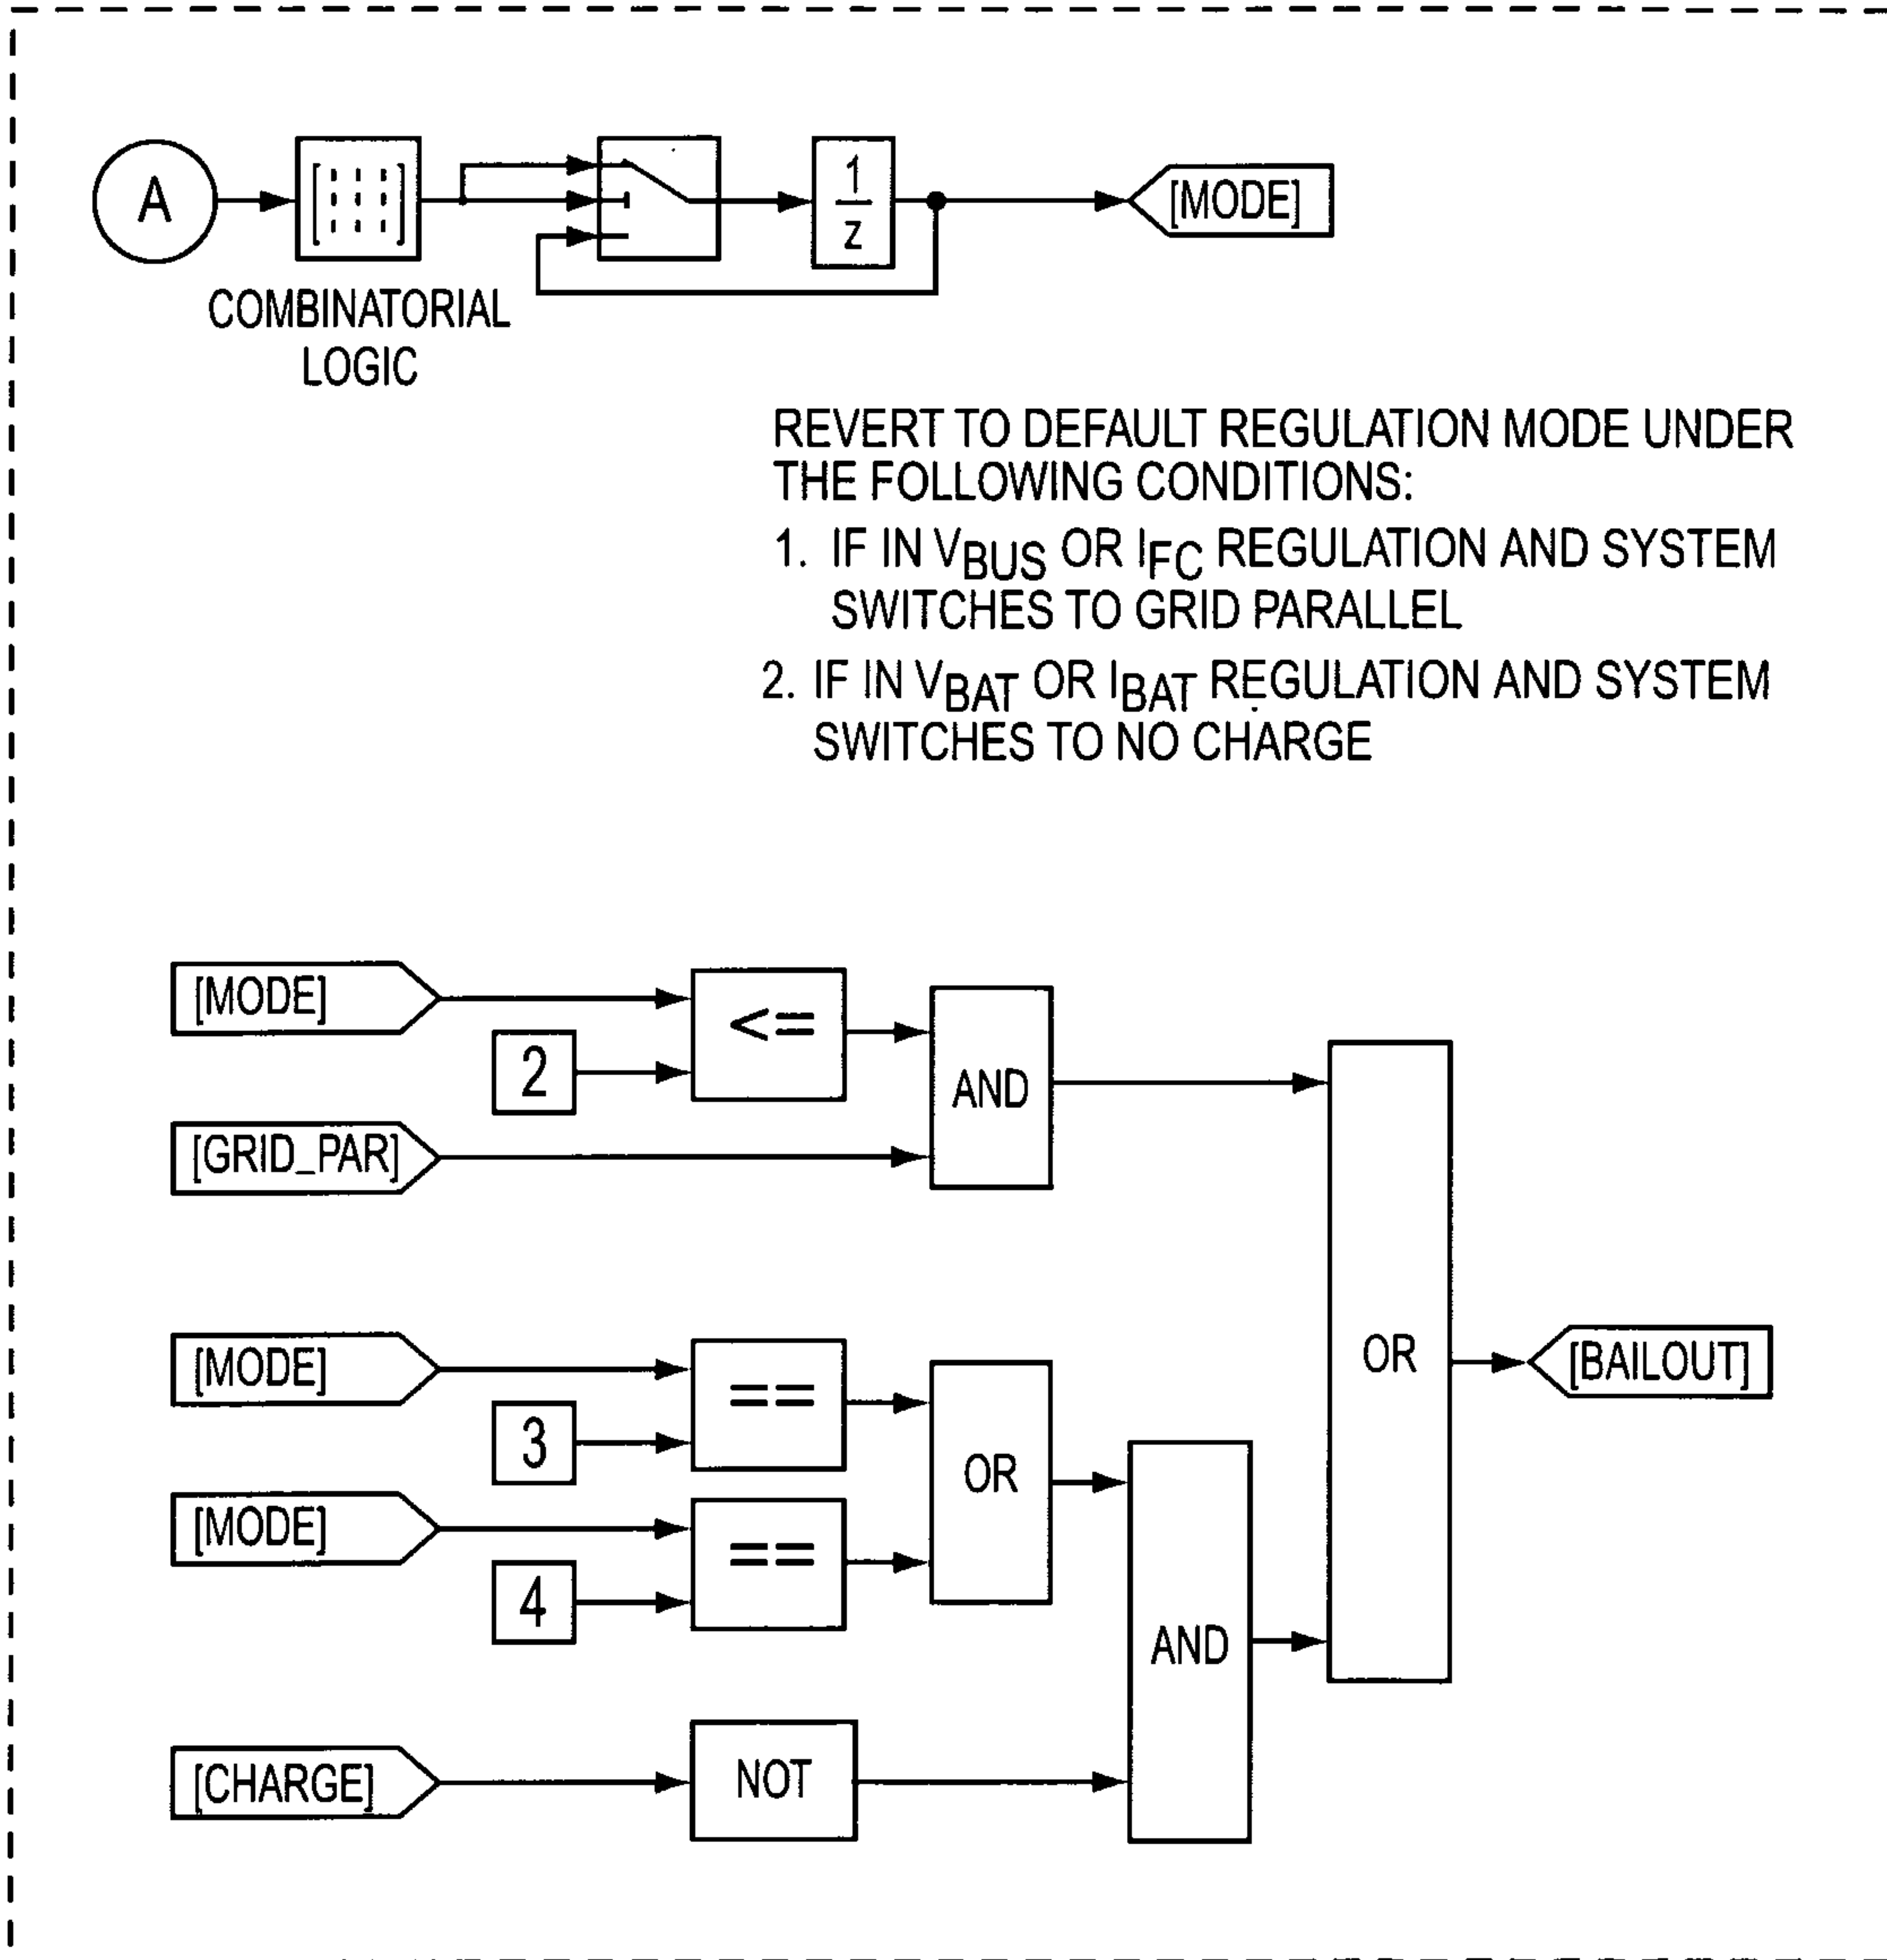 A
1
z
[MODE]
COMBINATORIAL
LOGIC
REVERT TO DEFAULT REGULATION MODE UNDER
THE FOLLOWING CONDITIONS:
1. IF IN VBUS OR IFC REGULATION AND SYSTEM
SWITCHES TO GRID PARALLEL
2. IF IN VBAT OR IBAT REGULATION AND SYSTEM
SWITCHES TO NO CHARGE
[MODE]
<=
2
AND
[GRID_PAR]
[MODE]
==
3
OR
OR
[BAILOUT]
[MODE]
==
4
AND
[CHARGE]
NOT